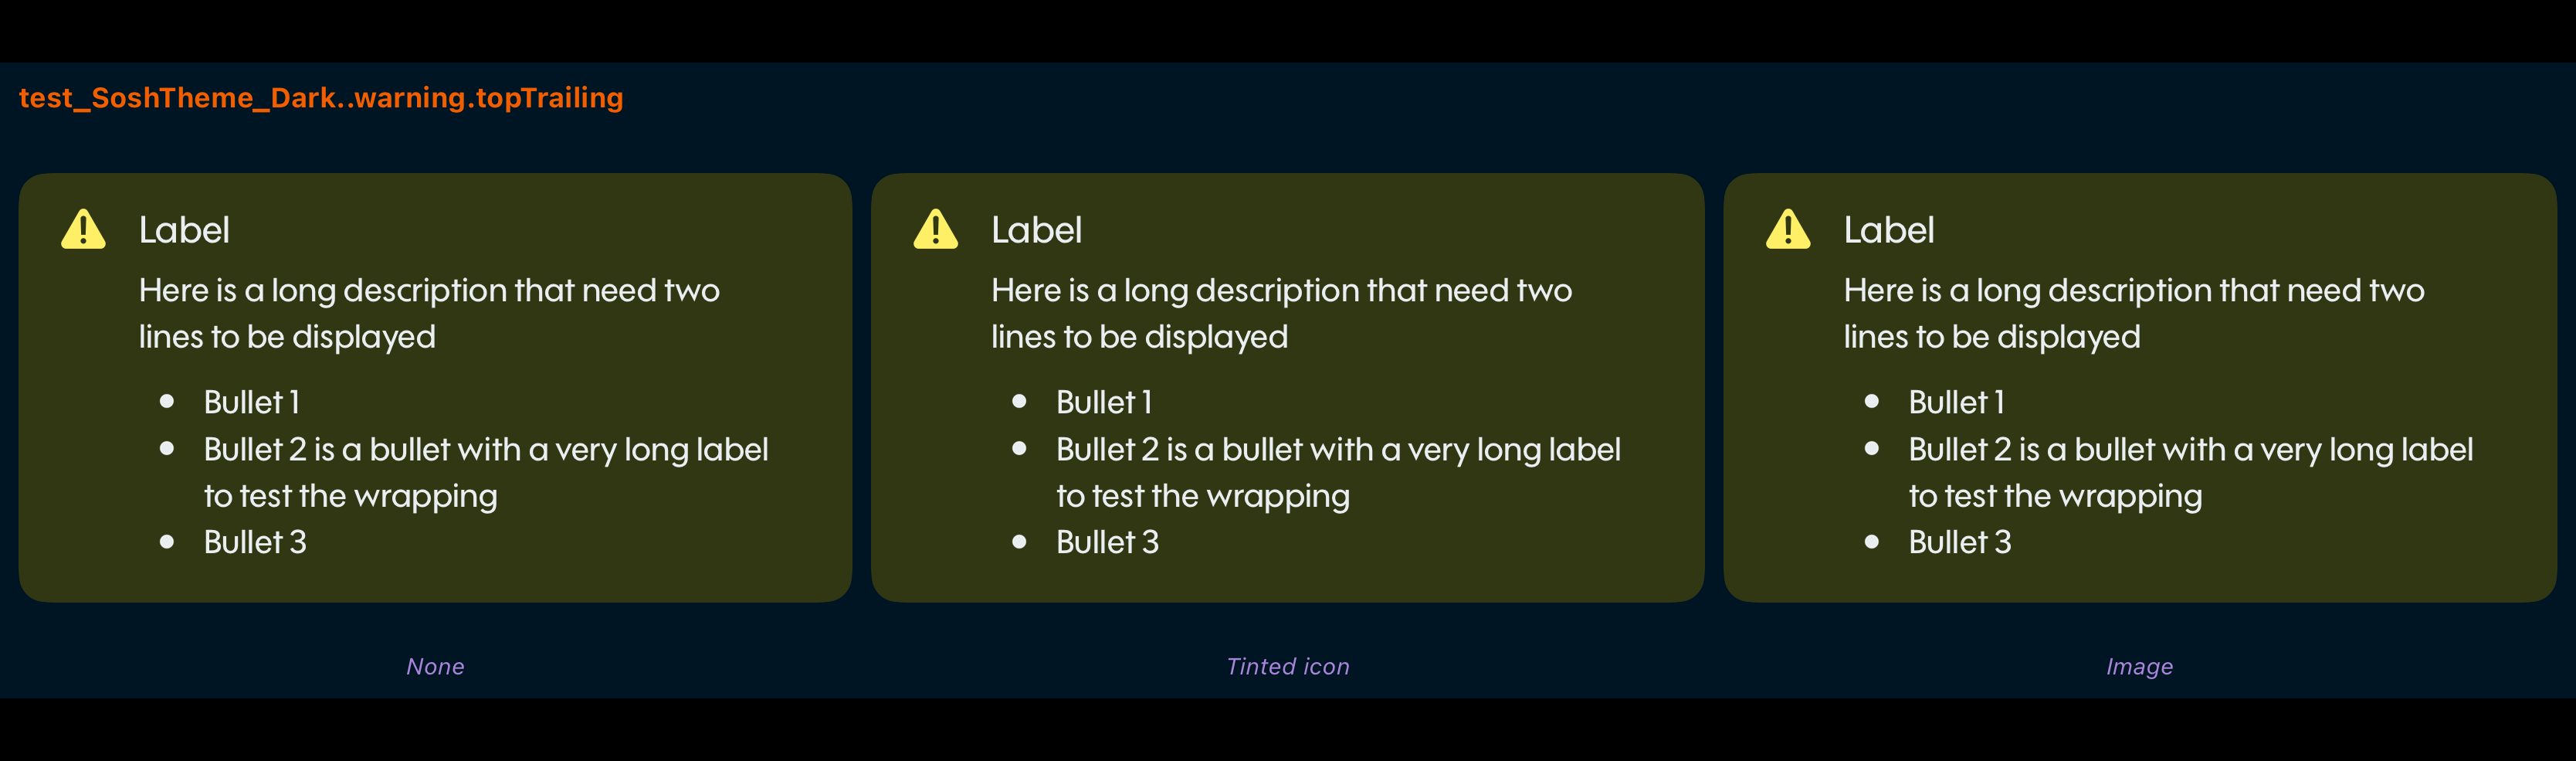 test_SoshTheme_Dark..warning.topTrailing
Label
Here is a long description that need two
lines to be displayed
• Bullet 1
• Bullet 2 is a bullet with a very long label
to test the wrapping
• Bullet 3
None
Label
Here is a long description that need two
lines to be displayed
• Bullet 1
• Bullet 2 is a bullet with a very long label
to test the wrapping
• Bullet 3
Tinted icon
Label
Here is a long description that need two
lines to be displayed
• Bullet 1
• Bullet 2 is a bullet with a very long label
to test the wrapping
• Bullet 3
Image